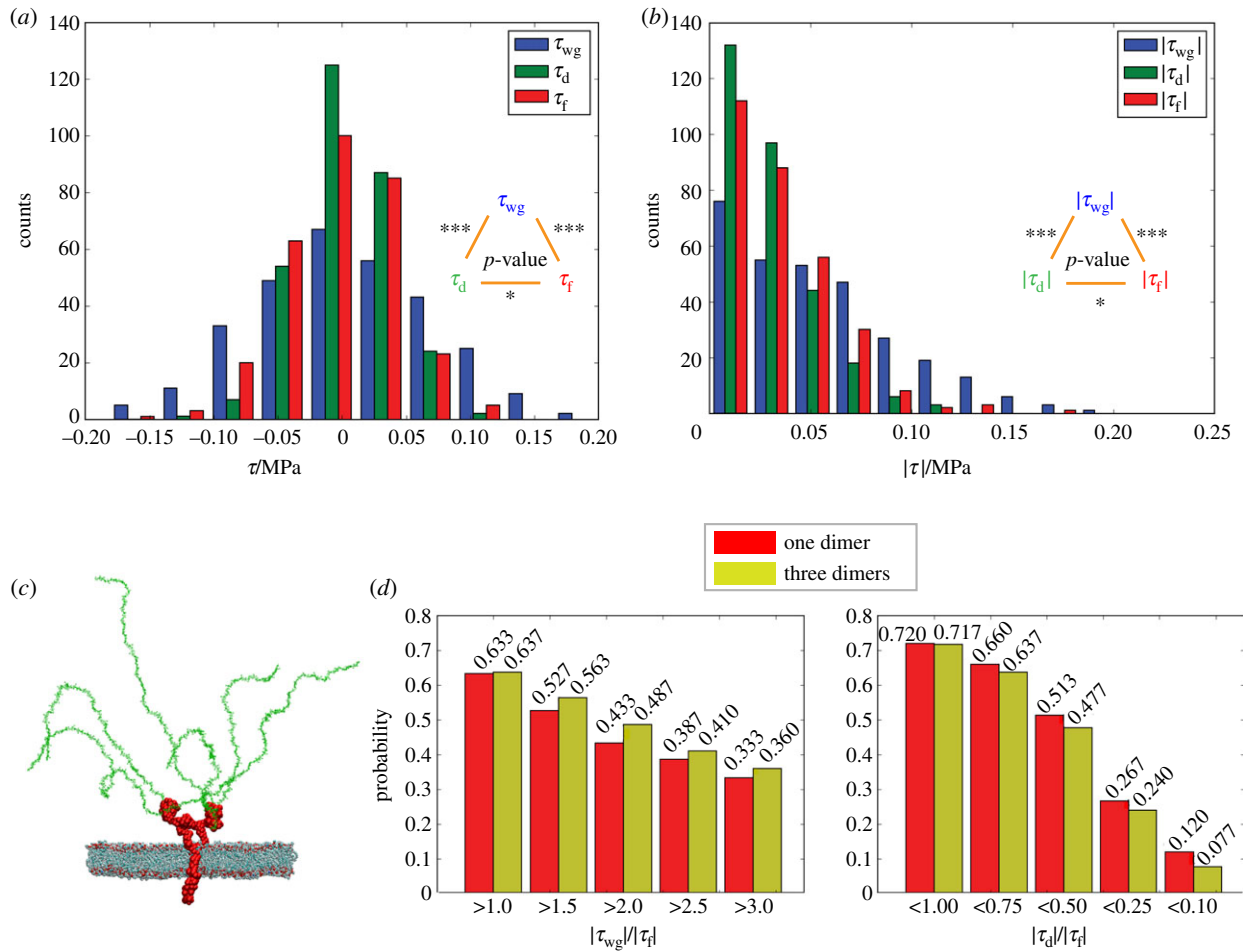 (a)
140
120
100
80
60
40
20
0
counts
τwg
τd
τf
τwg
*** ***
p-value
τd τf
*
–0.20 –0.15 –0.10 –0.05 0 0.05 0.10 0.15 0.20
τ/MPa
(b)
140
120
100
80
60
40
20
0
counts
|τwg|
|τd|
|τf|
|τwg|
*** ***
p-value
|τd| |τf|
*
0.05 0.10 0.15 0.20 0.25
|τ|/MPa
one dimer
three dimers
(c)
(d)
0.8
0.7
0.6
0.5
0.4
0.3
0.2
0.1
0
probability
0.633 0.637
0.527 0.563
0.433 0.487
0.387 0.410
0.333 0.360
>1.0 >1.5 >2.0 >2.5 >3.0
|τwg|/|τf|
0.8
0.7
0.6
0.5
0.4
0.3
0.2
0.1
0
0.720 0.717
0.660 0.637
0.513 0.477
0.267 0.240
0.120 0.077
<1.00 <0.75 <0.50 <0.25 <0.10
|τd|/|τf|